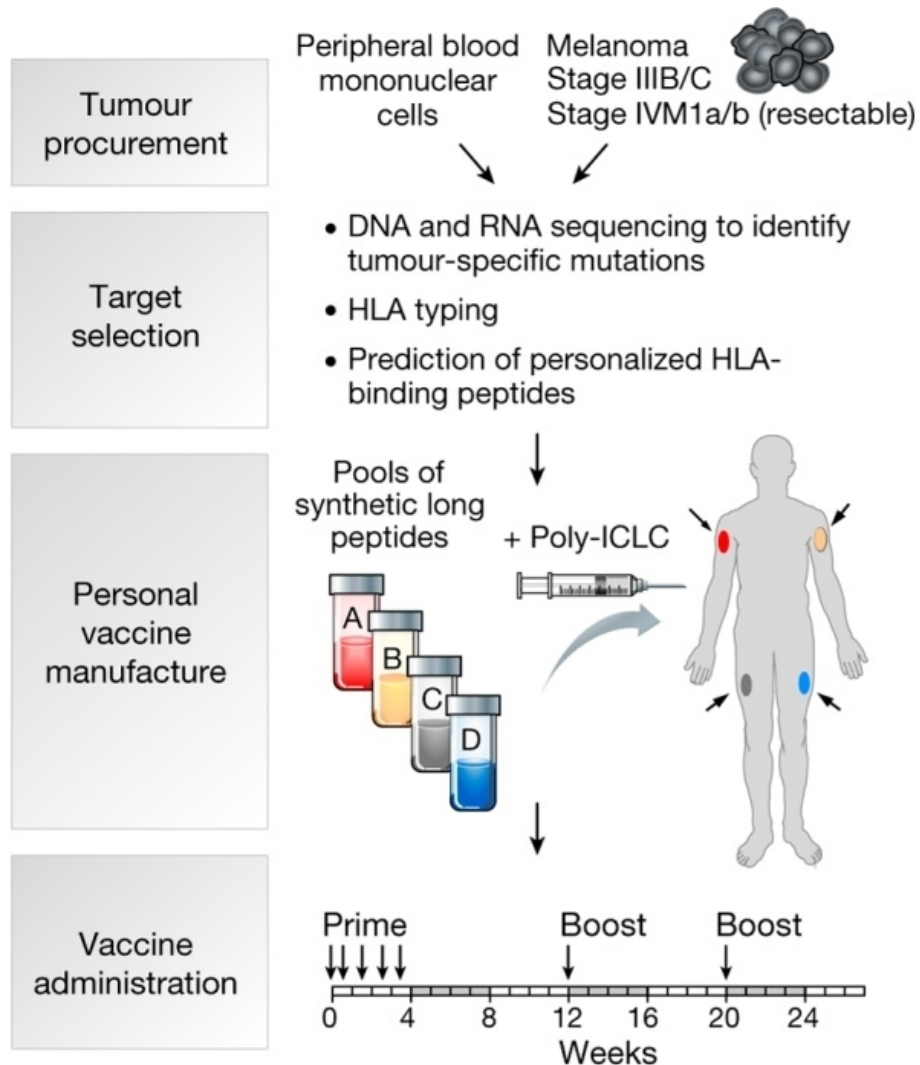 Tumour
procurement
Peripheral blood
mononuclear
cells
Melanoma
Stage IIIB/C
Stage IVM1a/b (resectable)
Target
selection
• DNA and RNA sequencing to identify
tumour-specific mutations
• HLA typing
• Prediction of personalized HLA-
binding peptides
Personal
vaccine
manufacture
Pools of
synthetic long
peptides
+ Poly-ICLC
A
B
C
D
Vaccine
administration
Prime
Boost
Boost
0 4 8 12 16 20 24
Weeks